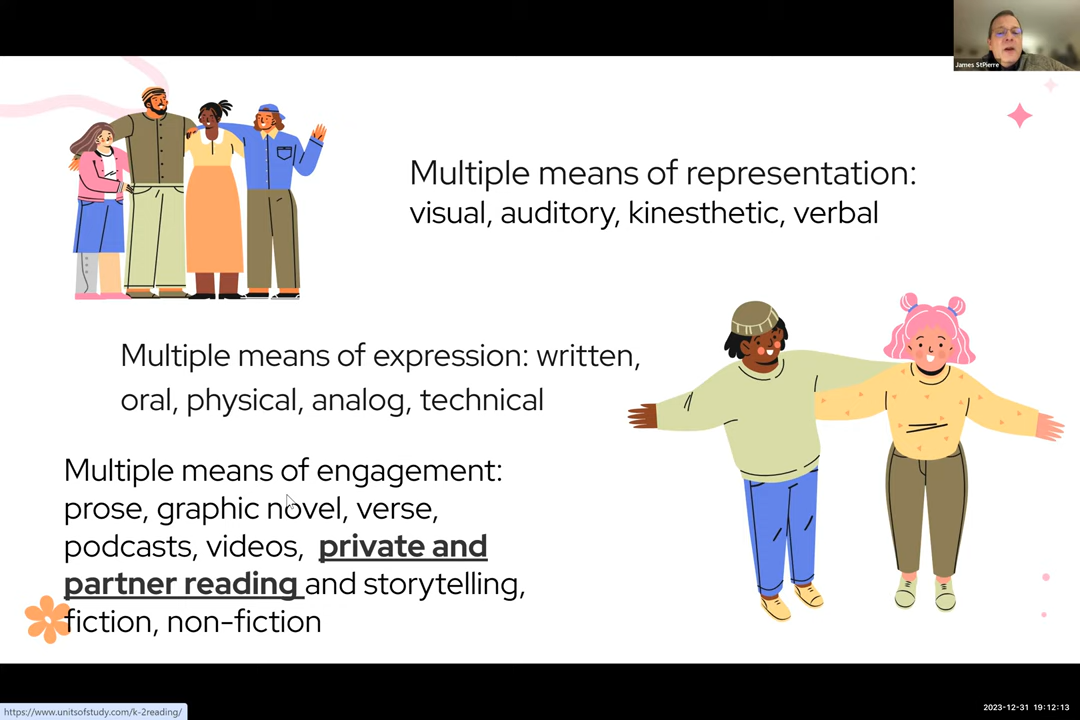 James StPierre
Multiple means of representation:
visual, auditory, kinesthetic, verbal
Multiple means of expression: written,
oral, physical, analog, technical
Multiple means of engagement:
prose, graphic novel, verse,
podcasts, videos, private and
partner reading and storytelling,
fiction, non-fiction
https://www.unitsofstudy.com/k-2reading/
2023-12-31 19:12:13